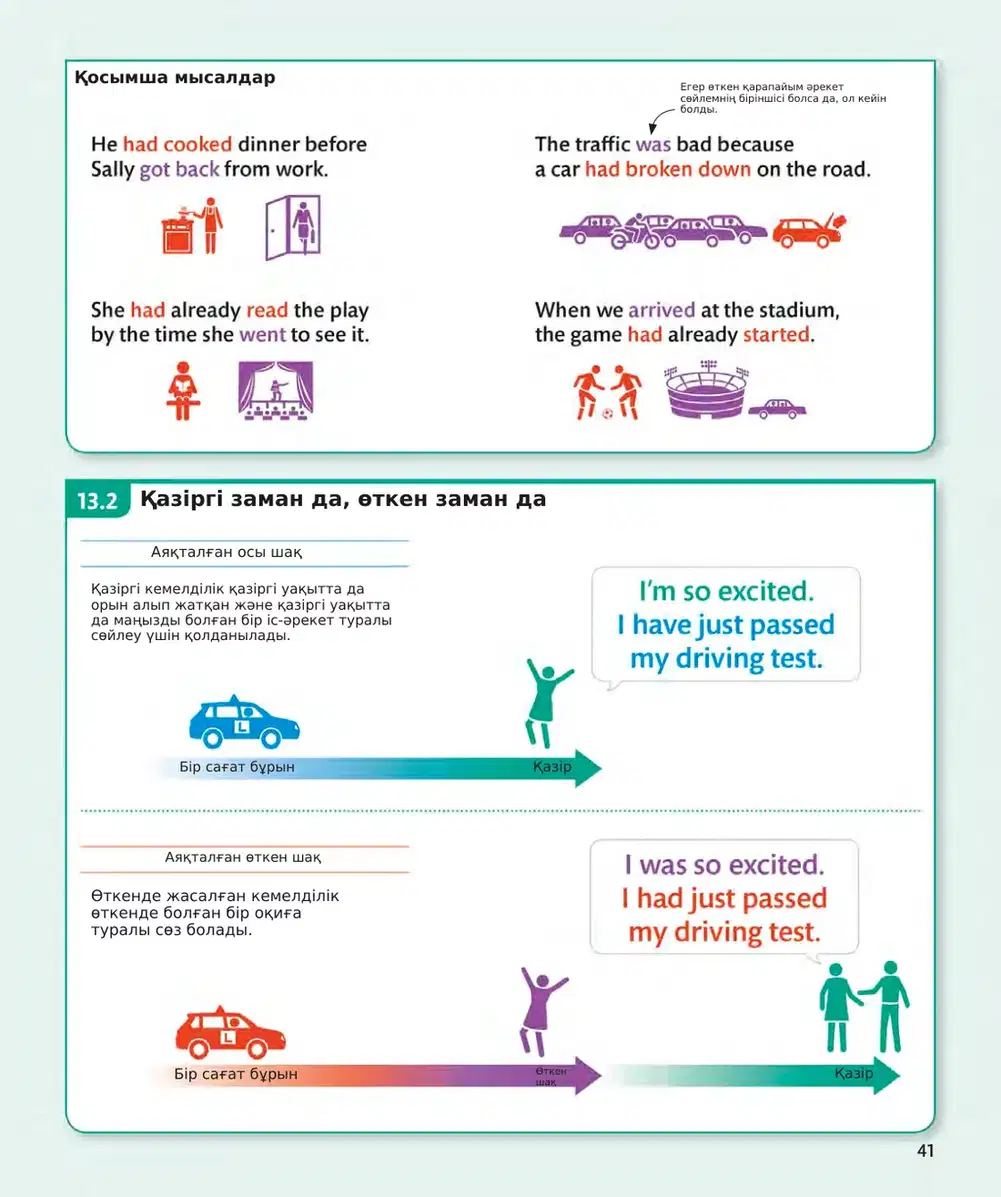 Қосымша мысалдар
Егер өткен қарапайым әрекет
сөйлемнің біріншісі болса да, ол кейін
болды.
He had cooked dinner before
Sally got back from work.
The traffic was bad because
a car had broken down on the road.
She had already read the play
by the time she went to see it.
When we arrived at the stadium,
the game had already started.
13.2 Қазіргі заман да, өткен заман да
Аяқталған осы шақ
Қазіргі кемелділік қазіргі уақытта да
орын алып жатқан және қазіргі уақытта
да маңызды болған бір іс-әрекет туралы
сөйлеу үшін қолданылады.
I'm so excited.
I have just passed
my driving test.
L
Бір сағат бұрын
Қазір
Аяқталған өткен шақ
Өткенде жасалған кемелділік
өткенде болған бір оқиға
туралы сөз болады.
I was so excited.
I had just passed
my driving test.
L
Бір сағат бұрын
Өткен
шақ
Қазір
41